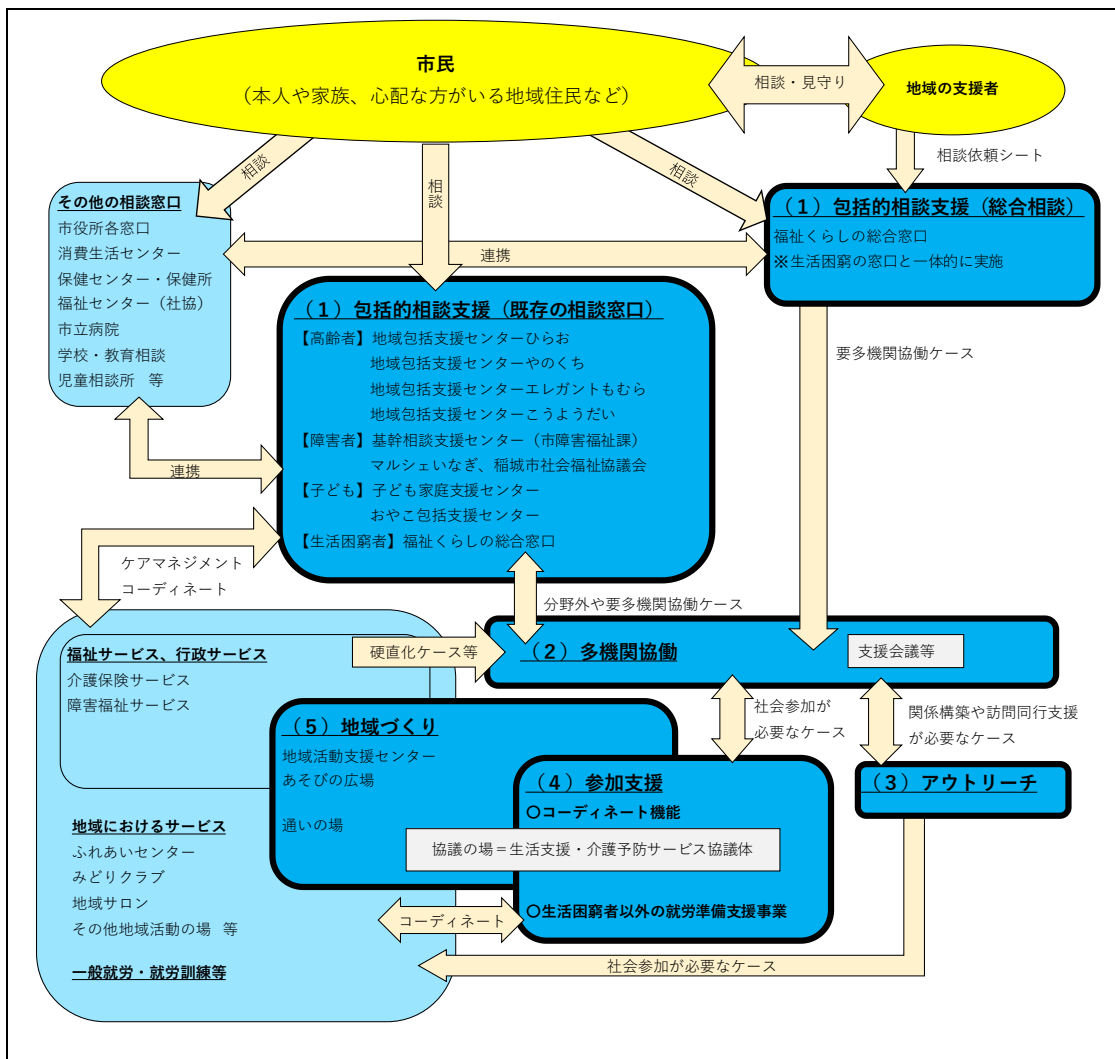 市民
（本人や家族、心配な方がいる地域住民など）
相談・見守り
地域の支援者
相談
相談
相談
相談依頼シート
その他の相談窓口
市役所各窓口
消費生活センター
保健センター・保健所
福祉センター（社協）
市立病院
学校・教育相談
児童相談所　等
連携
（１）包括的相談支援（総合相談）
福祉くらしの総合窓口
※生活困窮の窓口と一体的に実施
（１）包括的相談支援（既存の相談窓口）
【高齢者】地域包括支援センターひらお
地域包括支援センターやのくち
地域包括支援センターエレガントもむら
地域包括支援センターこうようだい
【障害者】基幹相談支援センター（市障害福祉課）
マルシェいなぎ、稲城市社会福祉協議会
【子ども】子ども家庭支援センター
おやこ包括支援センター
【生活困窮者】福祉くらしの総合窓口
要多機関協働ケース
連携
ケアマネジメント
コーディネート
分野外や要多機関協働ケース
福祉サービス、行政サービス
介護保険サービス
障害福祉サービス
硬直化ケース等
（２）多機関協働
支援会議等
社会参加が
必要なケース
関係構築や訪問同行支援
が必要なケース
（５）地域づくり
地域活動支援センター
あそびの広場
通いの場
（４）参加支援
〇コーディネート機能
（３）アウトリーチ
協議の場＝生活支援・介護予防サービス協議体
〇生活困窮者以外の就労準備支援事業
地域におけるサービス
ふれあいセンター
みどりクラブ
地域サロン
その他地域活動の場　等
コーディネート
一般就労・就労訓練等
社会参加が必要なケース